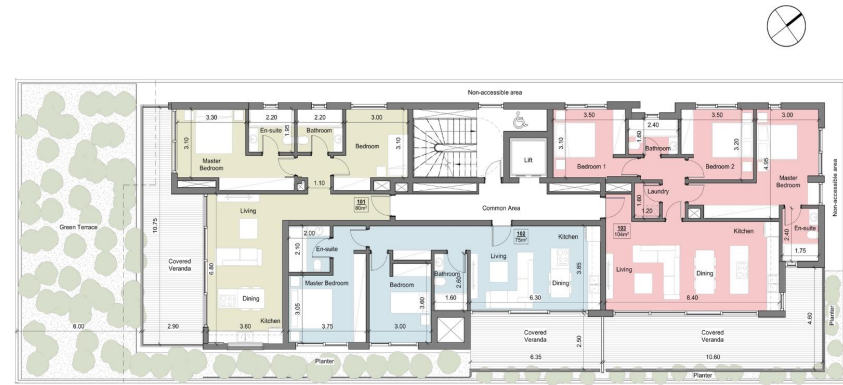 Non-accessible area
3.30
2.20
2.20
3.00
3.50
2.40
3.50
3.00
En-suite
1.95
Bathroom
Bedroom
3.10
3.10
Master
Bedroom
1.10
Lift
3.10
Bedroom 1
1.60
Bathroom
Bedroom 2
3.20
4.95
Master
Bedroom
Non-accessible area
Laundry
1.60
1.20
101
80m²
Living
Common Area
10.75
Green Terrace
Covered
Veranda
6.80
2.00
2.10
En-suite
102
75m²
Living
Kitchen
3.85
103
104m²
Kitchen
2.40
En-suite
1.75
Master Bedroom
Bedroom
Bathroom
2.60
Dining
Living
Dining
Dining
3.05
3.60
1.60
6.30
8.40
Kitchen
6.00
2.90
3.60
3.75
3.00
Covered
Veranda
2.50
Covered
Veranda
4.60
Planter
Planter
6.35
10.60
Planter